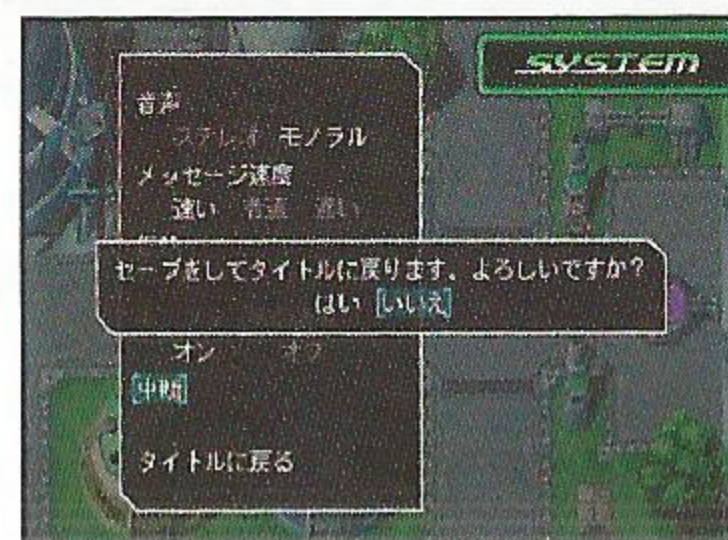 SYSTEM
音声
ステレオ モノラル
メッセージ速度
速い 普通 遅い
セーブをしてタイトルに戻ります。よろしいですか?
はい [いいえ]
オン オフ
[中断]
タイトルに戻る